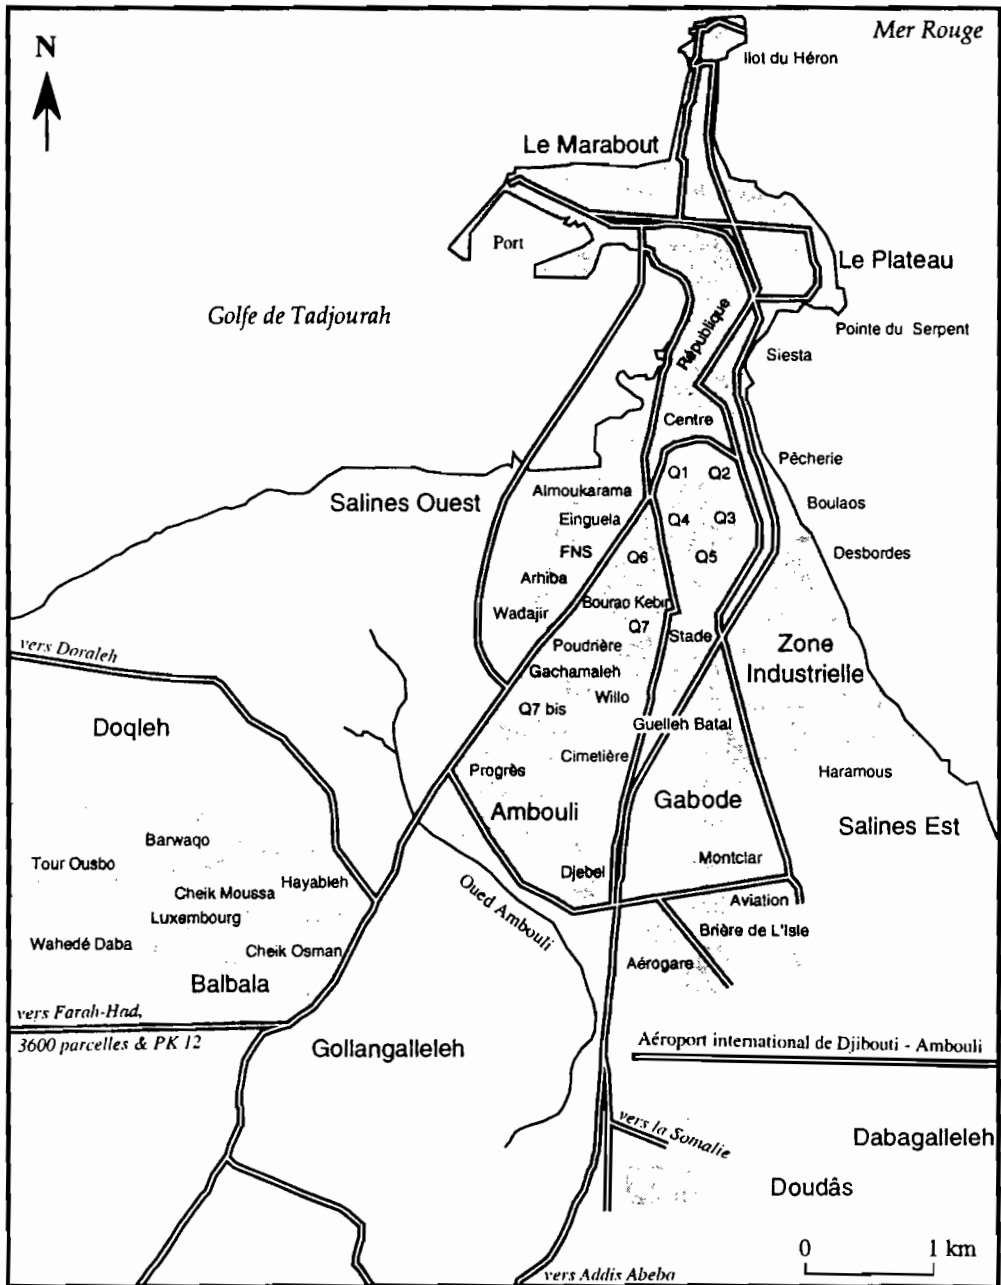 Mer Rouge
N
Ilot du Héron
Le Marabout
Port
Le Plateau
Golfe de Tadjourah
République
Pointe du Serpent
Siesta
Centre
Pêcherie
Q1
Q2
Salines Ouest
Almoukarama
Boulaos
Einguela
Q4
Q3
FNS
Q6
Q5
Desbordes
Arhiba
Bourao Kebir
Wadajir
Q7
Stade
Poudrière
Zone
Industrielle
vers Doraleh
Gachamaleh
Willo
Q7 bis
Doqleh
Guelleh Batal
Cimetière
Progrès
Haramous
Ambouli
Gabode
Salines Est
Barwaqo
Tour Ousbo
Montclar
Hayableh
Djebel
Cheik Moussa
Oued Ambouli
Aviation
Luxembourg
Brière de L'Isle
Wahedé Daba
Cheik Osman
Aérogare
Balbala
vers Farah-Had,
3600 parcelles & PK 12
Gollangalleleh
Aéroport international de Djibouti - Ambouli
vers la Somalie
Dabagalleleh
Doudâs
0 1 km
vers Addis Abeba